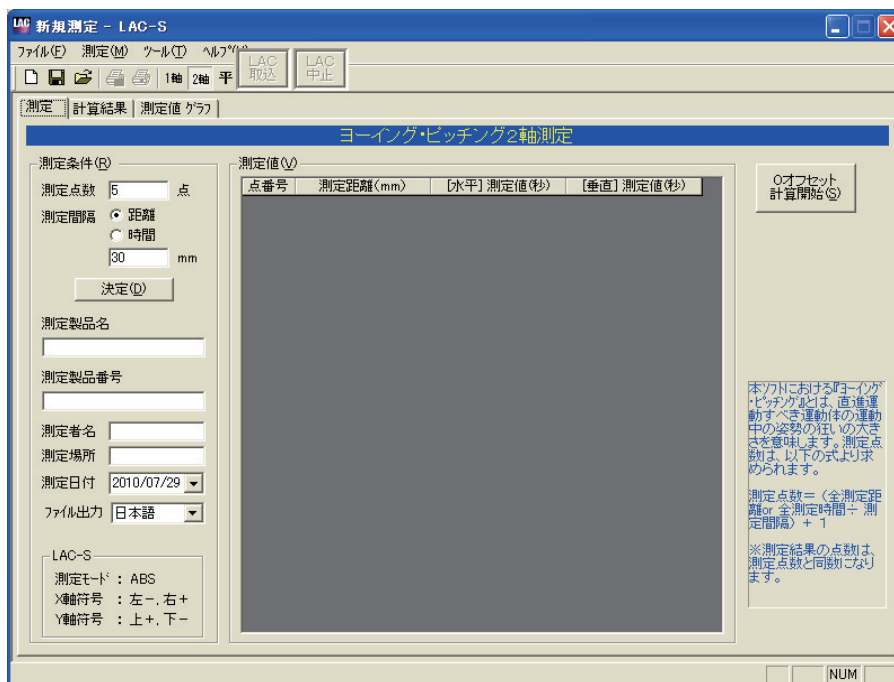 新規測定 - LAC-S
ファイル(F) 測定(M) ツール(T) ヘルプ(H)
1軸 2軸 平
LAC
取込
LAC
中止
測定 計算結果 測定値 グラフ
ヨーイング・ピッチング2軸測定
測定条件(R)
測定点数 5 点
測定間隔 距離
時間
30 mm
決定(D)
測定製品名
測定製品番号
測定者名
測定場所
測定日付 2010/07/29
ファイル出力 日本語
LAC-S
測定モード : ABS
X軸符号 : 左-, 右+
Y軸符号 : 上+, 下-
測定値(V)
点番号 測定距離(mm) [水平] 測定値(秒) [垂直] 測定値(秒)
0オフセット
計算開始(S)
本ソフトにおける『ヨーイング
・ピッチング』とは、直進運
動すべき運動体の運動
中の姿勢の狂いの大き
さを意味します。測定点
数は、以下の式より求
められます。
測定点数=(全測定距
離or 全測定時間÷ 測
定間隔) + 1
※測定結果の点数は、
測定点数と同数になり
ます。
NUM